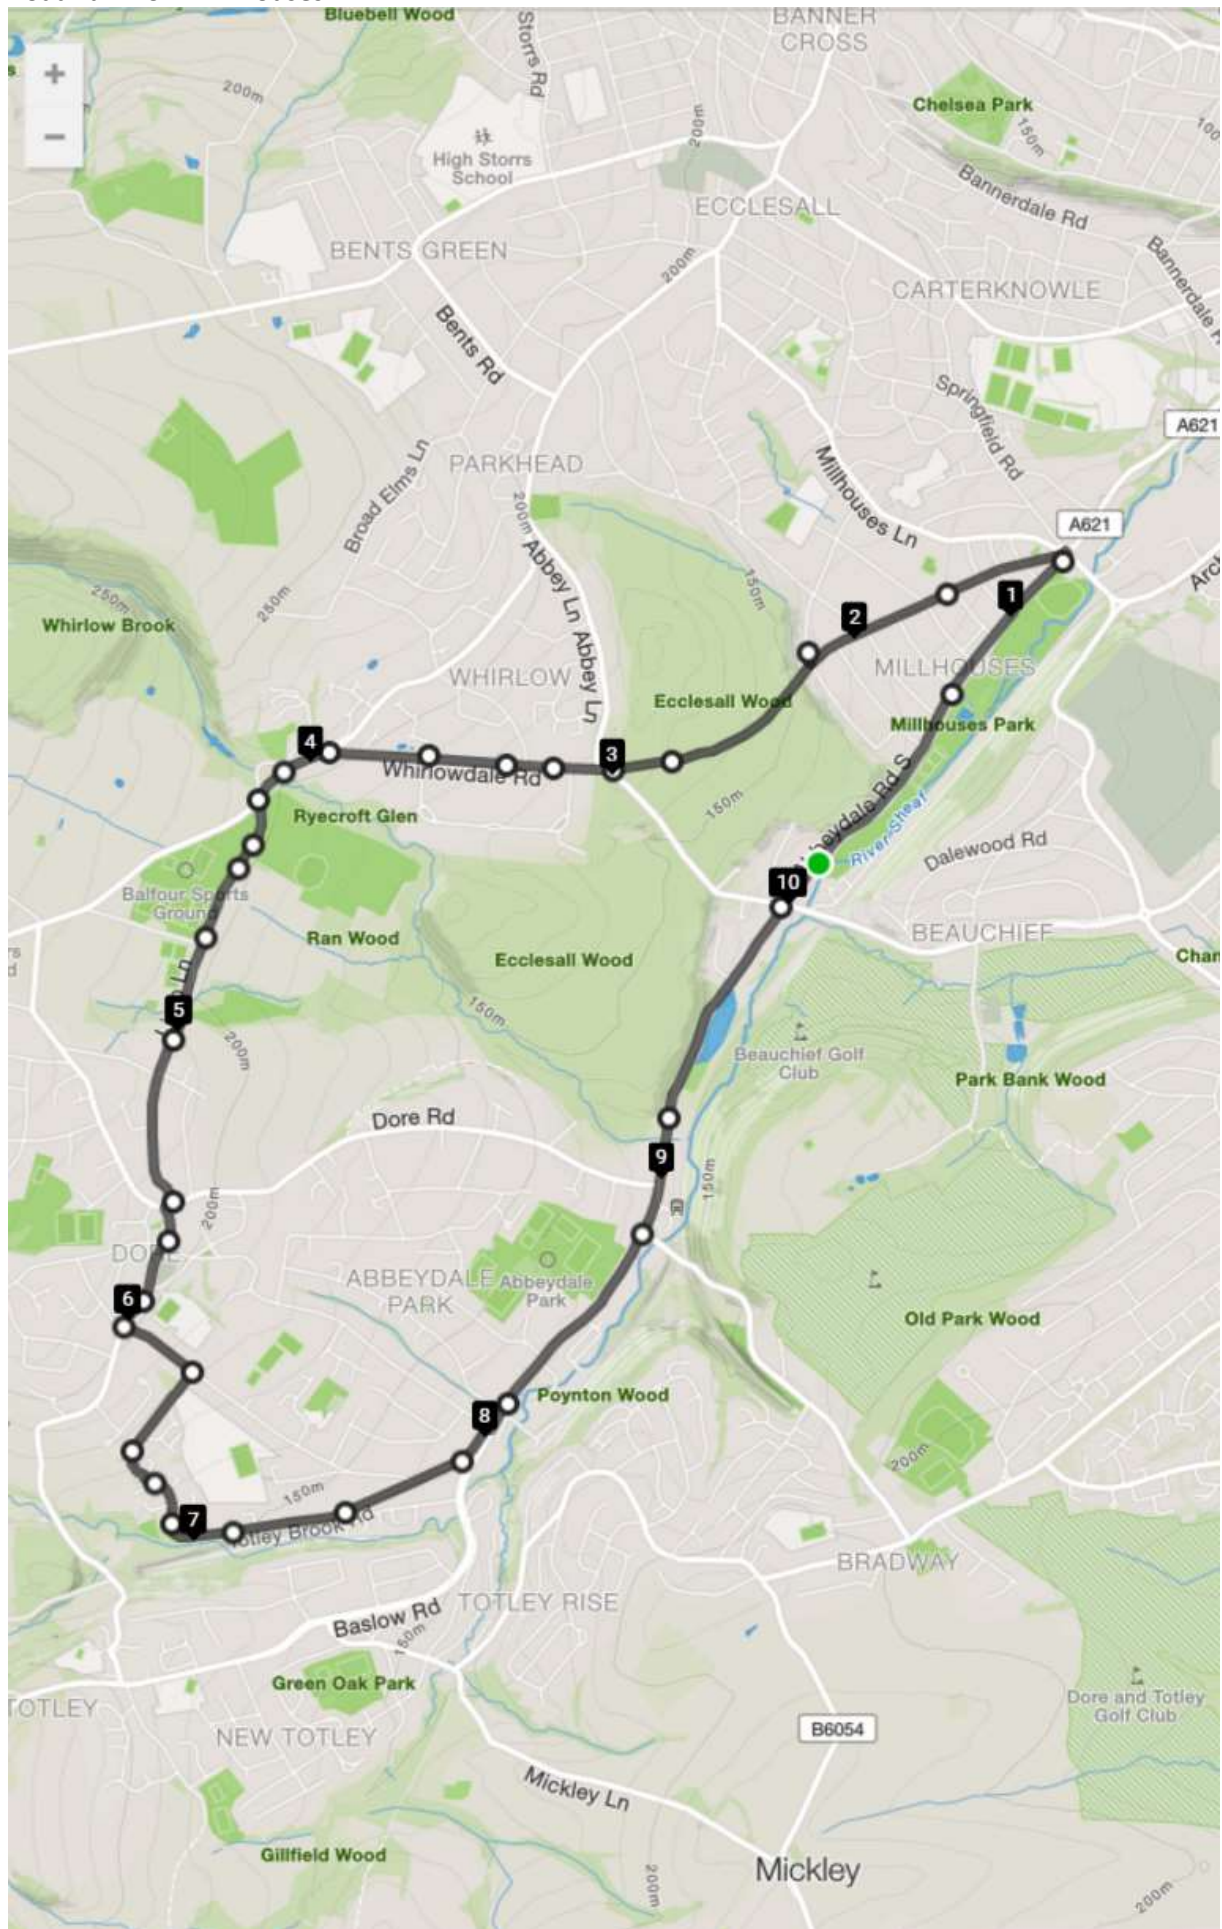 Bluebell Wood
BANNER
CROSS
+
Storrs Rd
200m
Chelsea Park
−
High Storrs
School
200m
150m
Bannerdale Rd
ECCLESALL
BENTS GREEN
200m
CARTERKNOWLE
Bents Rd
Springfield Rd
A621
Broad Elms Ln
PARKHEAD
Millhouses Ln
200m
A621
Abbey Ln
150m
250m
250m
Whirlow Brook
1
2
Abbey Ln
MILLHOUSES
WHIRLOW
Ecclesall Wood
Millhouses Park
4
3
Whirlowdale Rd
150m
Ryecroft Glen
River Sheaf
Dalewood Rd
Balfour Sports
Ground
10
BEAUCHIEF
Ran Wood
Ecclesall Wood
5
150m
200m
Beauchief Golf
Club
Park Bank Wood
Dore Rd
9
150m
200m
ABBEYDALE
PARK
Abbeydale
Park
6
Old Park Wood
Poynton Wood
8
200m
150m
7
Totley Brook Rd
BRADWAY
TOTLEY RISE
Baslow Rd
150m
Green Oak Park
Dore and Totley
Golf Club
TOTLEY
NEW TOTLEY
B6054
Mickley Ln
Gillfield Wood
Mickley
200m
200m